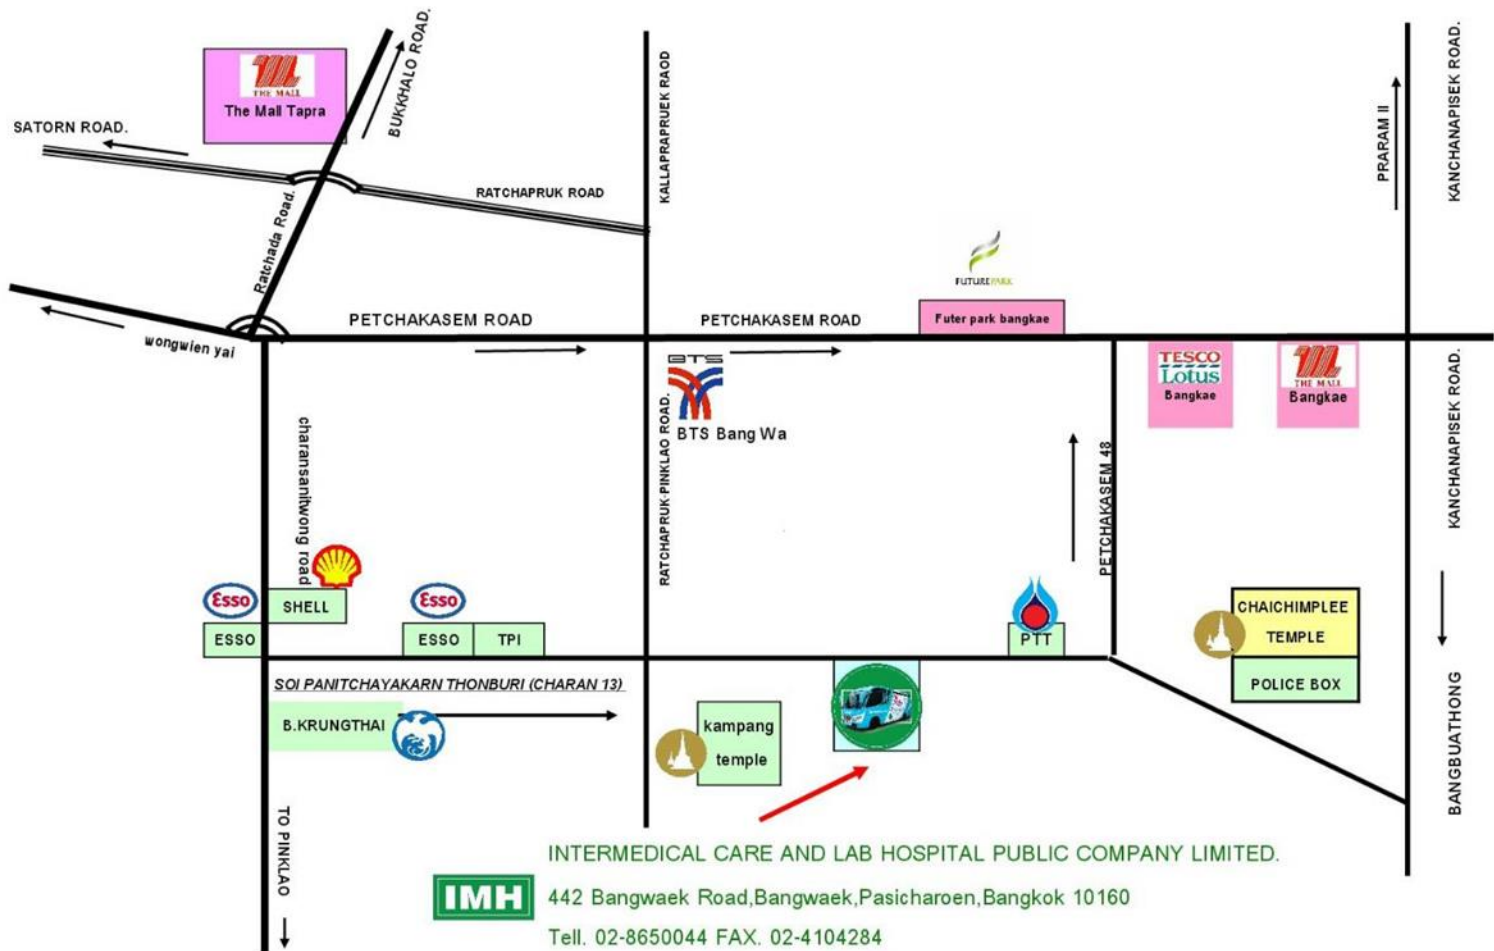 BUKKHALO ROAD.
THE MALL
The Mall Tapra
SATORN ROAD.
Ratchada Road.
RATCHAPRUK ROAD
KALLAPRAPRUEK RAOD
PRARAM II
KANCHANAPISEK ROAD.
FUTUREPARK
Futer park bangkae
PETCHAKASEM ROAD
PETCHAKASEM ROAD
wongwien yai
BTS
BTS Bang Wa
TESCO
Lotus
Bangkae
THE MALL
Bangkae
charansanitwong road
RATCHAPRUK-PINKLAO ROAD.
PETCHAKASEM 48
KANCHANAPISEK ROAD.
Esso
SHELL
ESSO
Esso
ESSO
TPI
PTT
CHAICHIMPLEE
TEMPLE
POLICE BOX
SOI PANITCHAYAKARN THONBURI (CHARAN 13)
B.KRUNGTHAI
kampang
temple
BANGBUATHONG
TO PINKLAO
INTERMEDICAL CARE AND LAB HOSPITAL PUBLIC COMPANY LIMITED.
IMH
442 Bangwaek Road,Bangwaek,Pasicharoen,Bangkok 10160
Tell. 02-8650044 FAX. 02-4104284